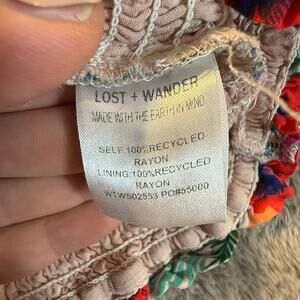 LOST + WANDER
MADE WITH THE EARTH IN MIND
SELF:100%RECYCLED
RAYON
LINING:100%RECYCLED
RAYON
WTWS02553 PO#55000